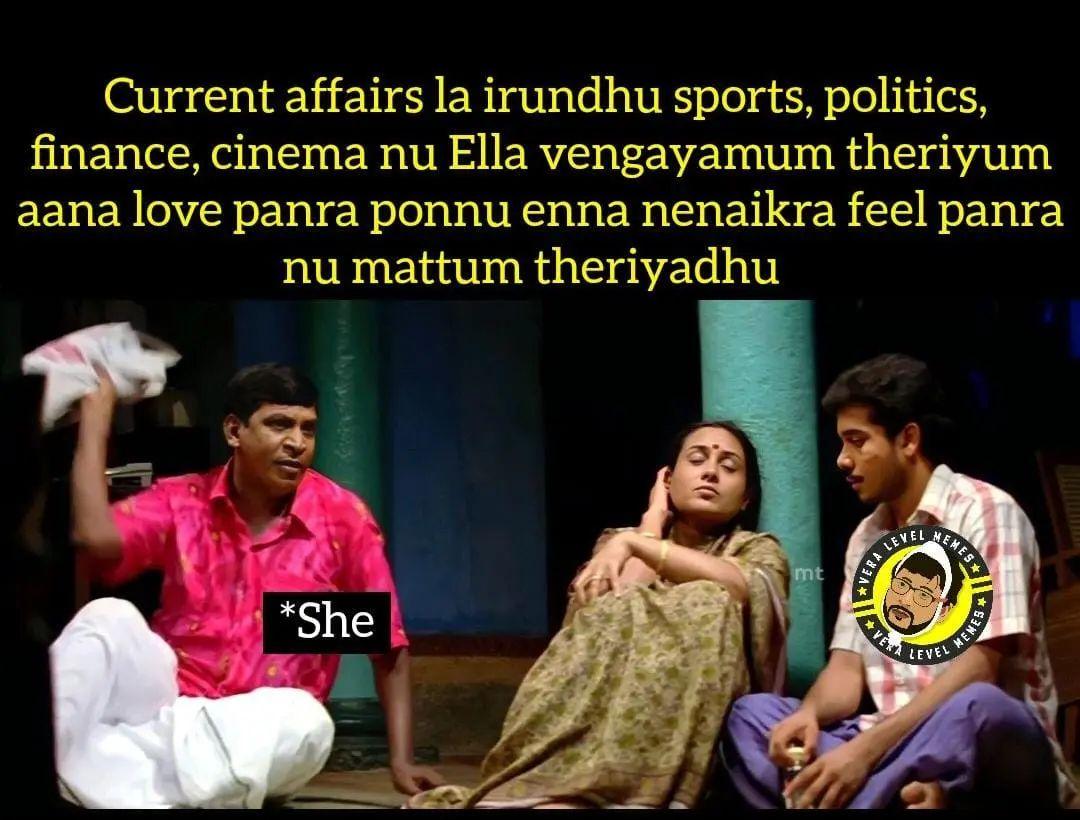 Current affairs la irundhu sports, politics,
finance, cinema nu Ella vengayamum theriyum
aana love panra ponnu enna nenaikra feel panra
nu mattum theriyadhu
*She
mt
VERA LEVEL MEMES
VERA LEVEL MEMES